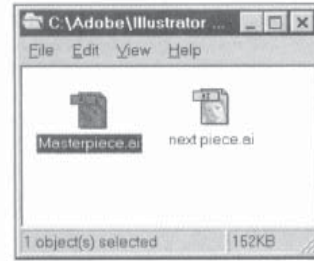 C:\Adobe\Illustrator ...
File Edit View Help
Masterpiece.ai next piece.ai
1 object(s) selected 152KB